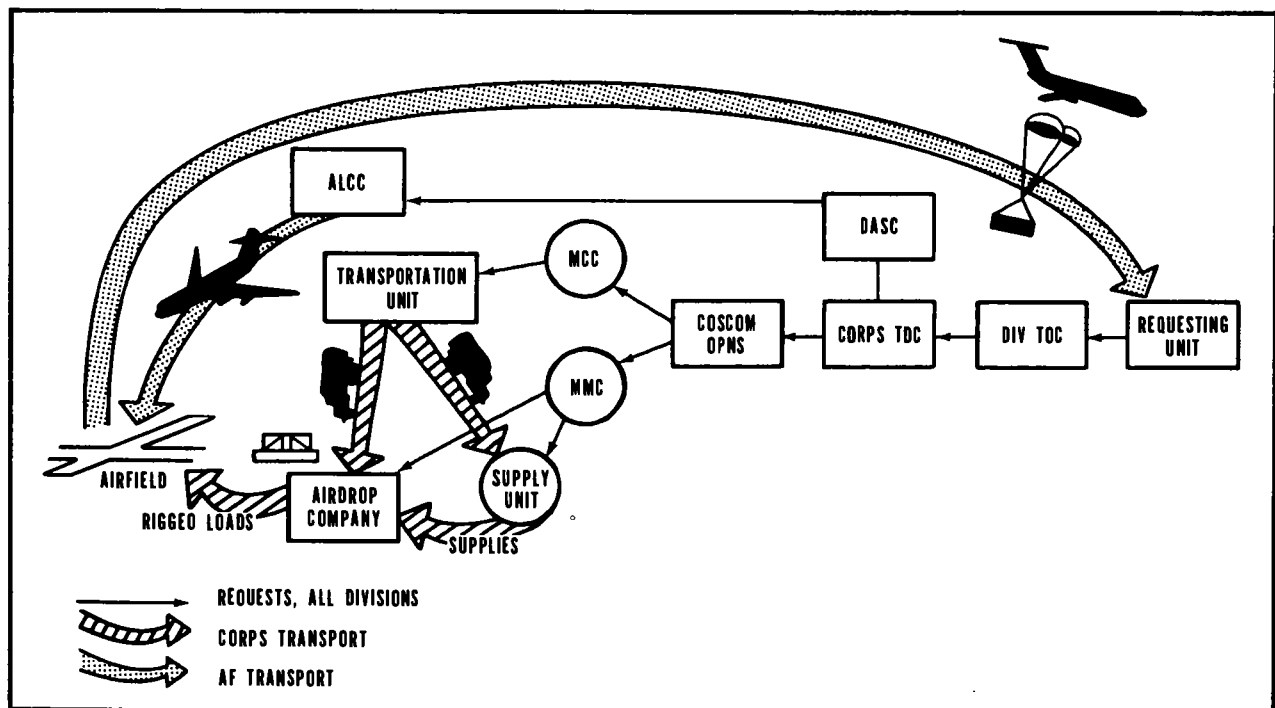 ALCC
DASC
MCC
TRANSPORTATION
UNIT
COSCOM
OPNS
CORPS TDC
DIV TOC
REQUESTING
UNIT
MMC
AIRFIELD
SUPPLY
UNIT
AIRDROP
COMPANY
RIGGEO LOADS
SUPPLIES
REQUESTS, ALL DIVISIONS
CORPS TRANSPORT
AF TRANSPORT